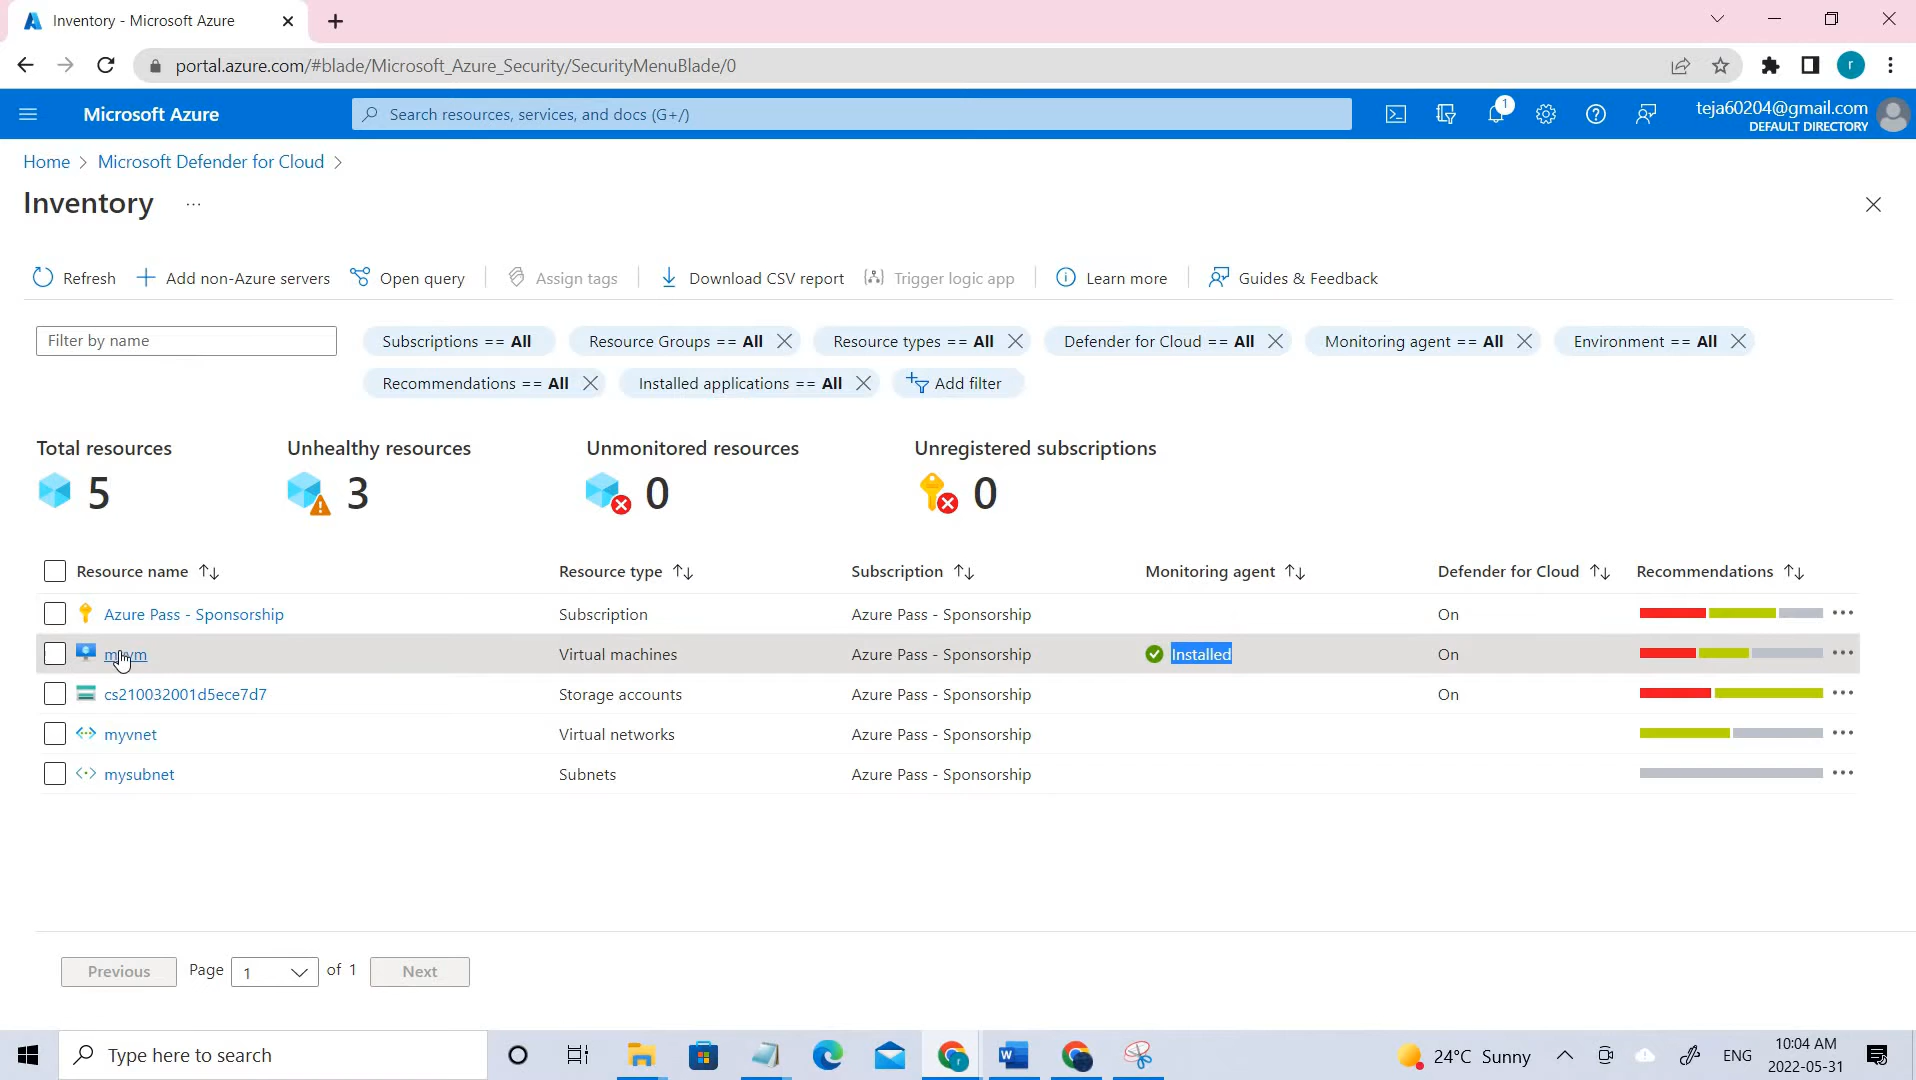 Inventory - Microsoft Azure
portal.azure.com/#blade/Microsoft_Azure_Security/SecurityMenuBlade/0
r
Microsoft Azure
Search resources, services, and docs (G+/)
1
teja60204@gmail.com
DEFAULT DIRECTORY
Home > Microsoft Defender for Cloud >
Inventory ...
Refresh + Add non-Azure servers Open query Assign tags Download CSV report Trigger logic app Learn more Guides & Feedback
Filter by name
Subscriptions == All Resource Groups == All Resource types == All Defender for Cloud == All Monitoring agent == All Environment == All
Recommendations == All Installed applications == All Add filter
Total resources Unhealthy resources Unmonitored resources Unregistered subscriptions
5 3 0 0
Resource name Resource type Subscription Monitoring agent Defender for Cloud Recommendations
Azure Pass - Sponsorship Subscription Azure Pass - Sponsorship On
Virtual machines Azure Pass - Sponsorship Installed On
cs210032001d5ece7d7 Storage accounts Azure Pass - Sponsorship On
myvnet Virtual networks Azure Pass - Sponsorship
mysubnet Subnets Azure Pass - Sponsorship
Previous Page 1 of 1 Next
Type here to search
24°C Sunny
ENG
10:04 AM
2022-05-31